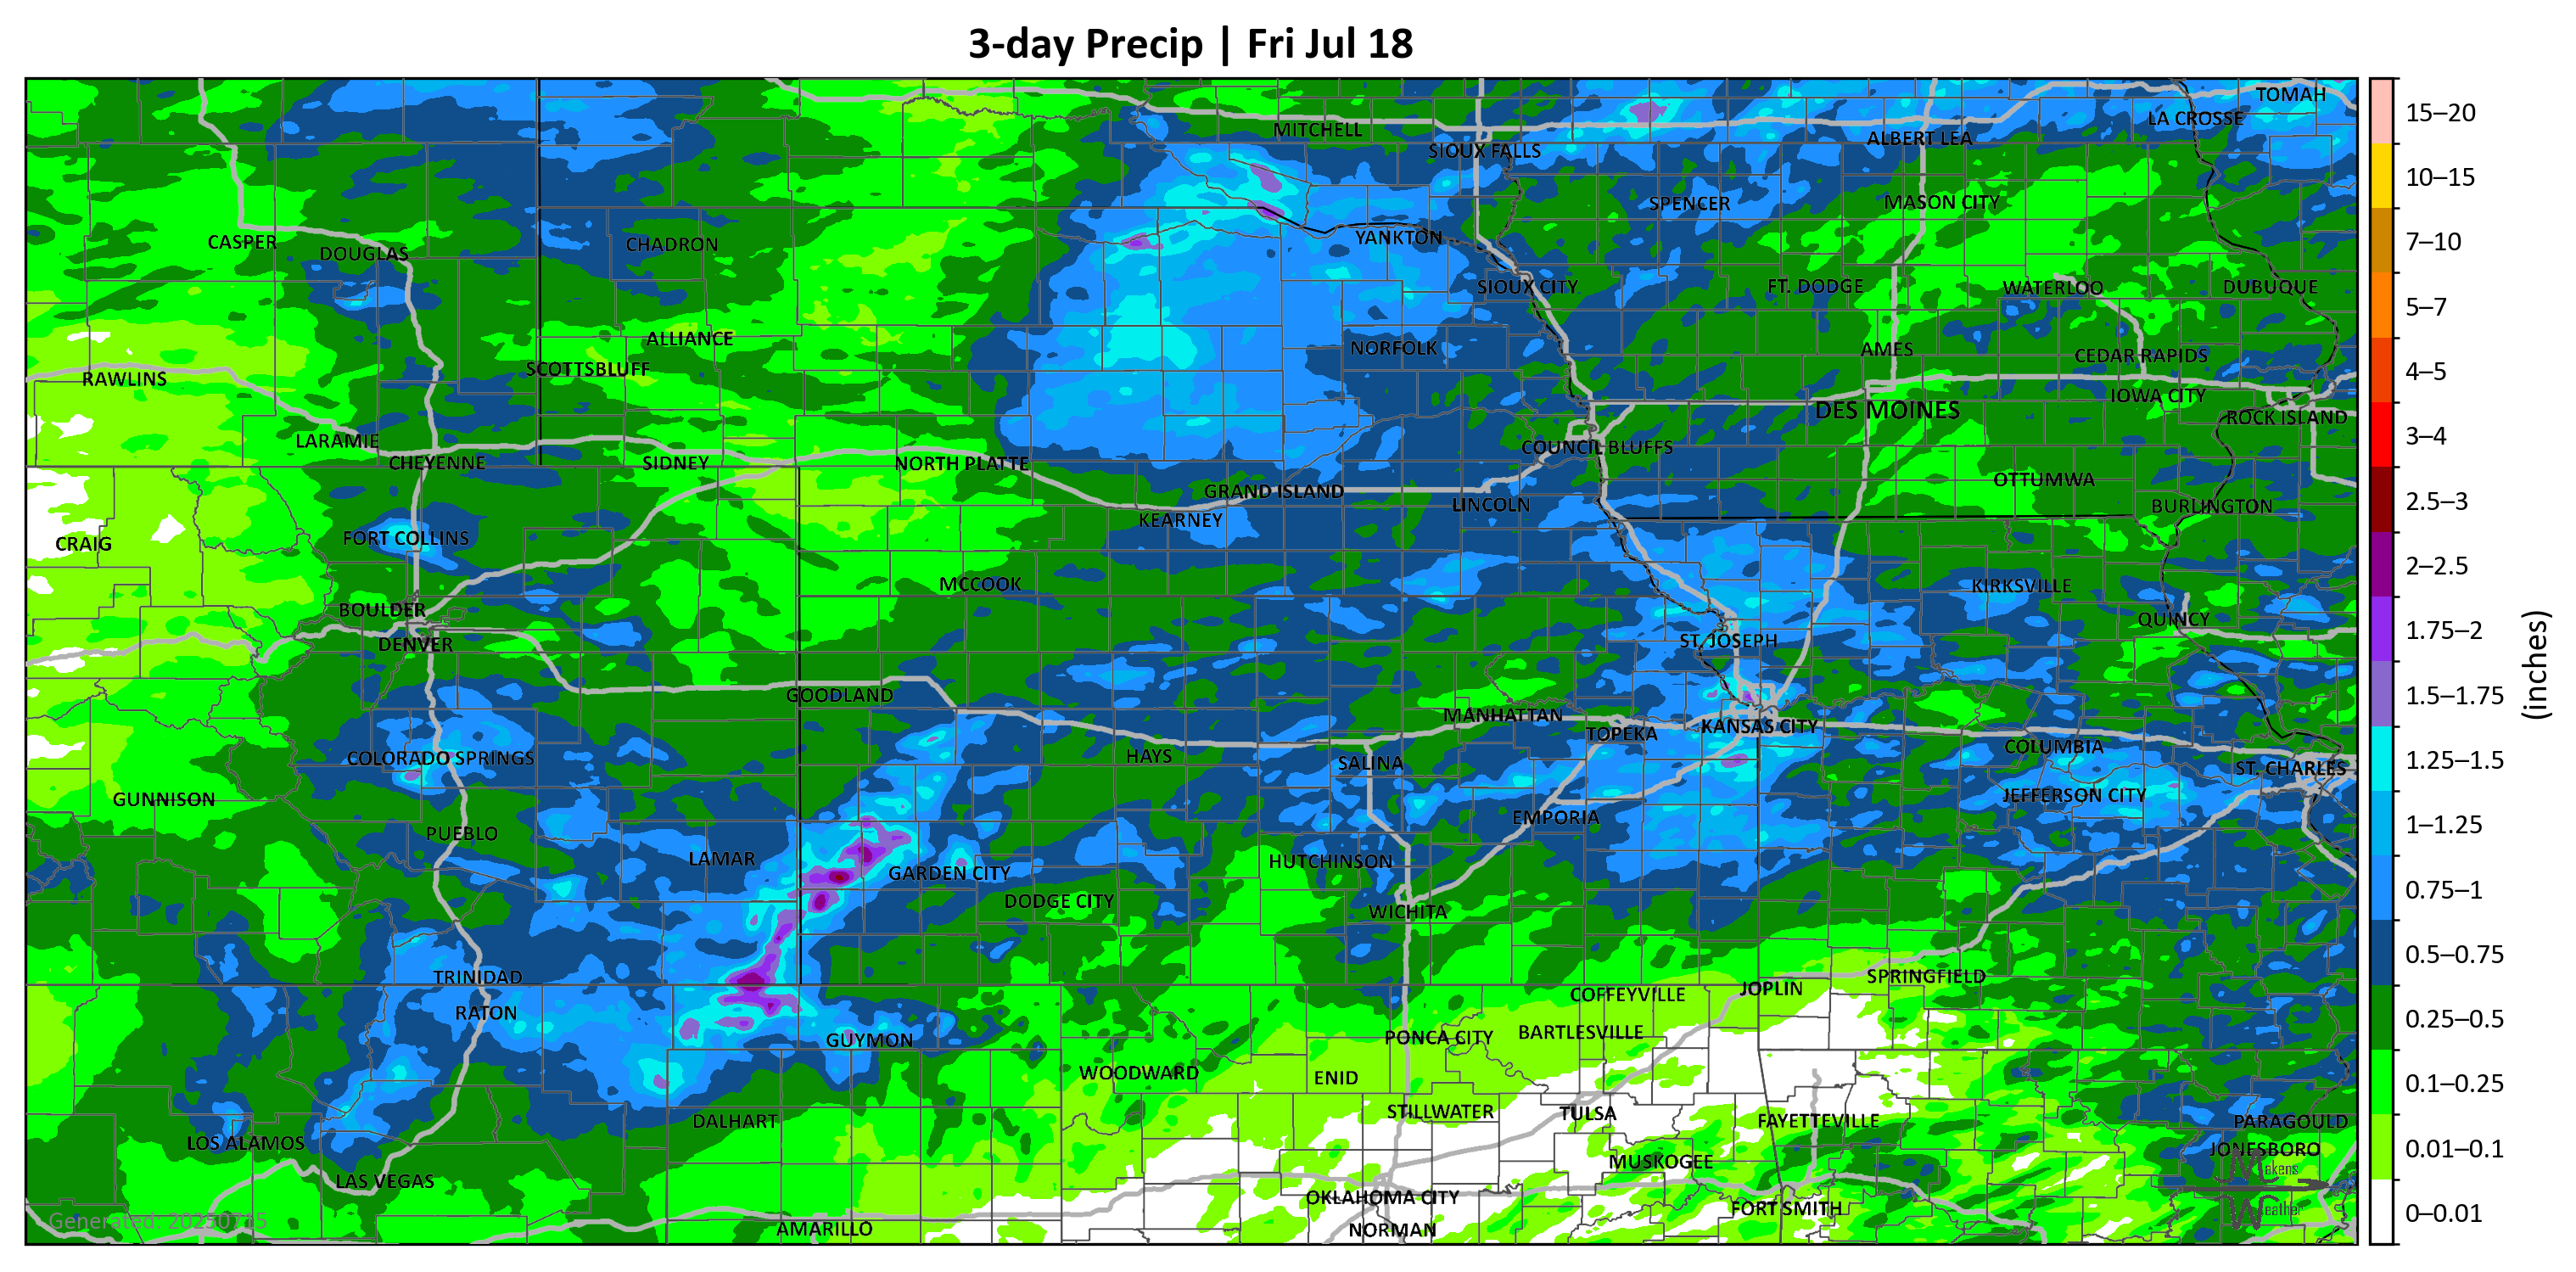 3-day Precip | Fri Jul 18
TOMAH
LA CROSSE
MITCHELL
ALBERT LEA
SIOUX FALLS
SPENCER
MASON CITY
YANKTON
CASPER
DOUGLAS
CHADRON
SIOUX CITY
FT. DODGE
WATERLOO
DUBUQUE
ALLIANCE
NORFOLK
AMES
CEDAR RAPIDS
SCOTTSBLUFF
RAWLINS
IOWA CITY
DES MOINES
ROCK ISLAND
LARAMIE
COUNCIL BLUFFS
CHEYENNE
SIDNEY
NORTH PLATTE
OTTUMWA
GRAND ISLAND
LINCOLN
BURLINGTON
KEARNEY
FORT COLLINS
CRAIG
MCCOOK
KIRKSVILLE
BOULDER
QUINCY
DENVER
ST. JOSEPH
GOODLAND
MANHATTAN
KANSAS CITY
TOPEKA
COLUMBIA
COLORADO SPRINGS
HAYS
SALINA
ST. CHARLES
GUNNISON
JEFFERSON CITY
EMPORIA
PUEBLO
LAMAR
HUTCHINSON
GARDEN CITY
DODGE CITY
WICHITA
TRINIDAD
SPRINGFIELD
JOPLIN
COFFEYVILLE
RATON
GUYMON
PONCA CITY
BARTLESVILLE
WOODWARD
ENID
STILLWATER
TULSA
DALHART
FAYETTEVILLE
PARAGOULD
LOS ALAMOS
JONESBORO
MUSKOGEE
LAS VEGAS
OKLAHOMA CITY
FORT SMITH
AMARILLO
NORMAN
Generated: 20250715
Makens
Weather
15–20
10–15
7–10
5–7
4–5
3–4
2.5–3
2–2.5
1.75–2
1.5–1.75
1.25–1.5
1–1.25
0.75–1
0.5–0.75
0.25–0.5
0.1–0.25
0.01–0.1
0–0.01
(inches)